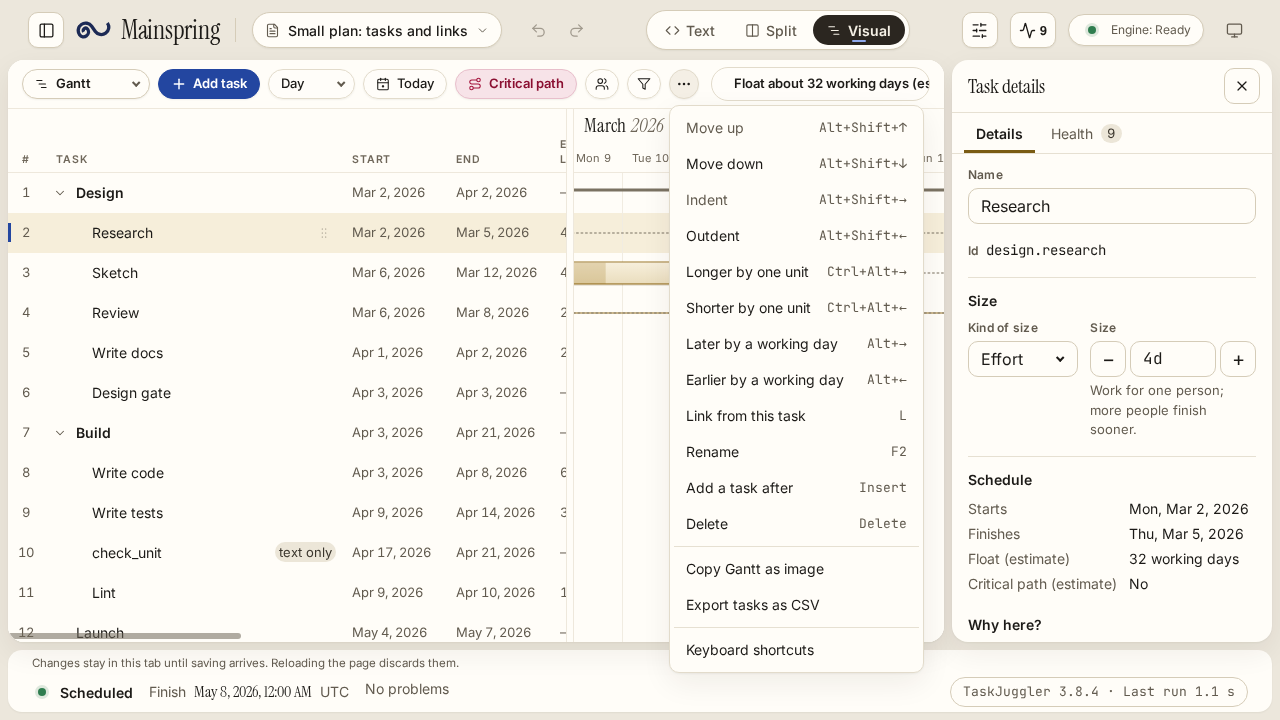 Mainspring
Small plan: tasks and links
Text
Split
Visual
9
Engine: Ready
Gantt
Add task
Day
Today
Critical path
Float about 32 working days (es
Task details
Details
Health 9
# TASK START END
March 2026
Mon 9 Tue 10
1 Design Mar 2, 2026 Apr 2, 2026 –
2 Research Mar 2, 2026 Mar 5, 2026 4
3 Sketch Mar 6, 2026 Mar 12, 2026 4
4 Review Mar 6, 2026 Mar 8, 2026 2
5 Write docs Apr 1, 2026 Apr 2, 2026 2
6 Design gate Apr 3, 2026 Apr 3, 2026 –
7 Build Apr 3, 2026 Apr 21, 2026 –
8 Write code Apr 3, 2026 Apr 8, 2026 6
9 Write tests Apr 9, 2026 Apr 14, 2026 3
10 check_unit text only Apr 17, 2026 Apr 21, 2026 –
11 Lint Apr 9, 2026 Apr 10, 2026 1
12 Launch May 4, 2026 May 7, 2026 –
Move up Alt+Shift+↑
Move down Alt+Shift+↓
Indent Alt+Shift+→
Outdent Alt+Shift+←
Longer by one unit Ctrl+Alt+→
Shorter by one unit Ctrl+Alt+←
Later by a working day Alt+→
Earlier by a working day Alt+←
Link from this task L
Rename F2
Add a task after Insert
Delete Delete
Copy Gantt as image
Export tasks as CSV
Keyboard shortcuts
Name
Research
Id design.research
Size
Kind of size Size
Effort – 4d +
Work for one person;
more people finish
sooner.
Schedule
Starts Mon, Mar 2, 2026
Finishes Thu, Mar 5, 2026
Float (estimate) 32 working days
Critical path (estimate) No
Why here?
Changes stay in this tab until saving arrives. Reloading the page discards them.
Scheduled Finish May 8, 2026, 12:00 AM UTC No problems
TaskJuggler 3.8.4 · Last run 1.1 s